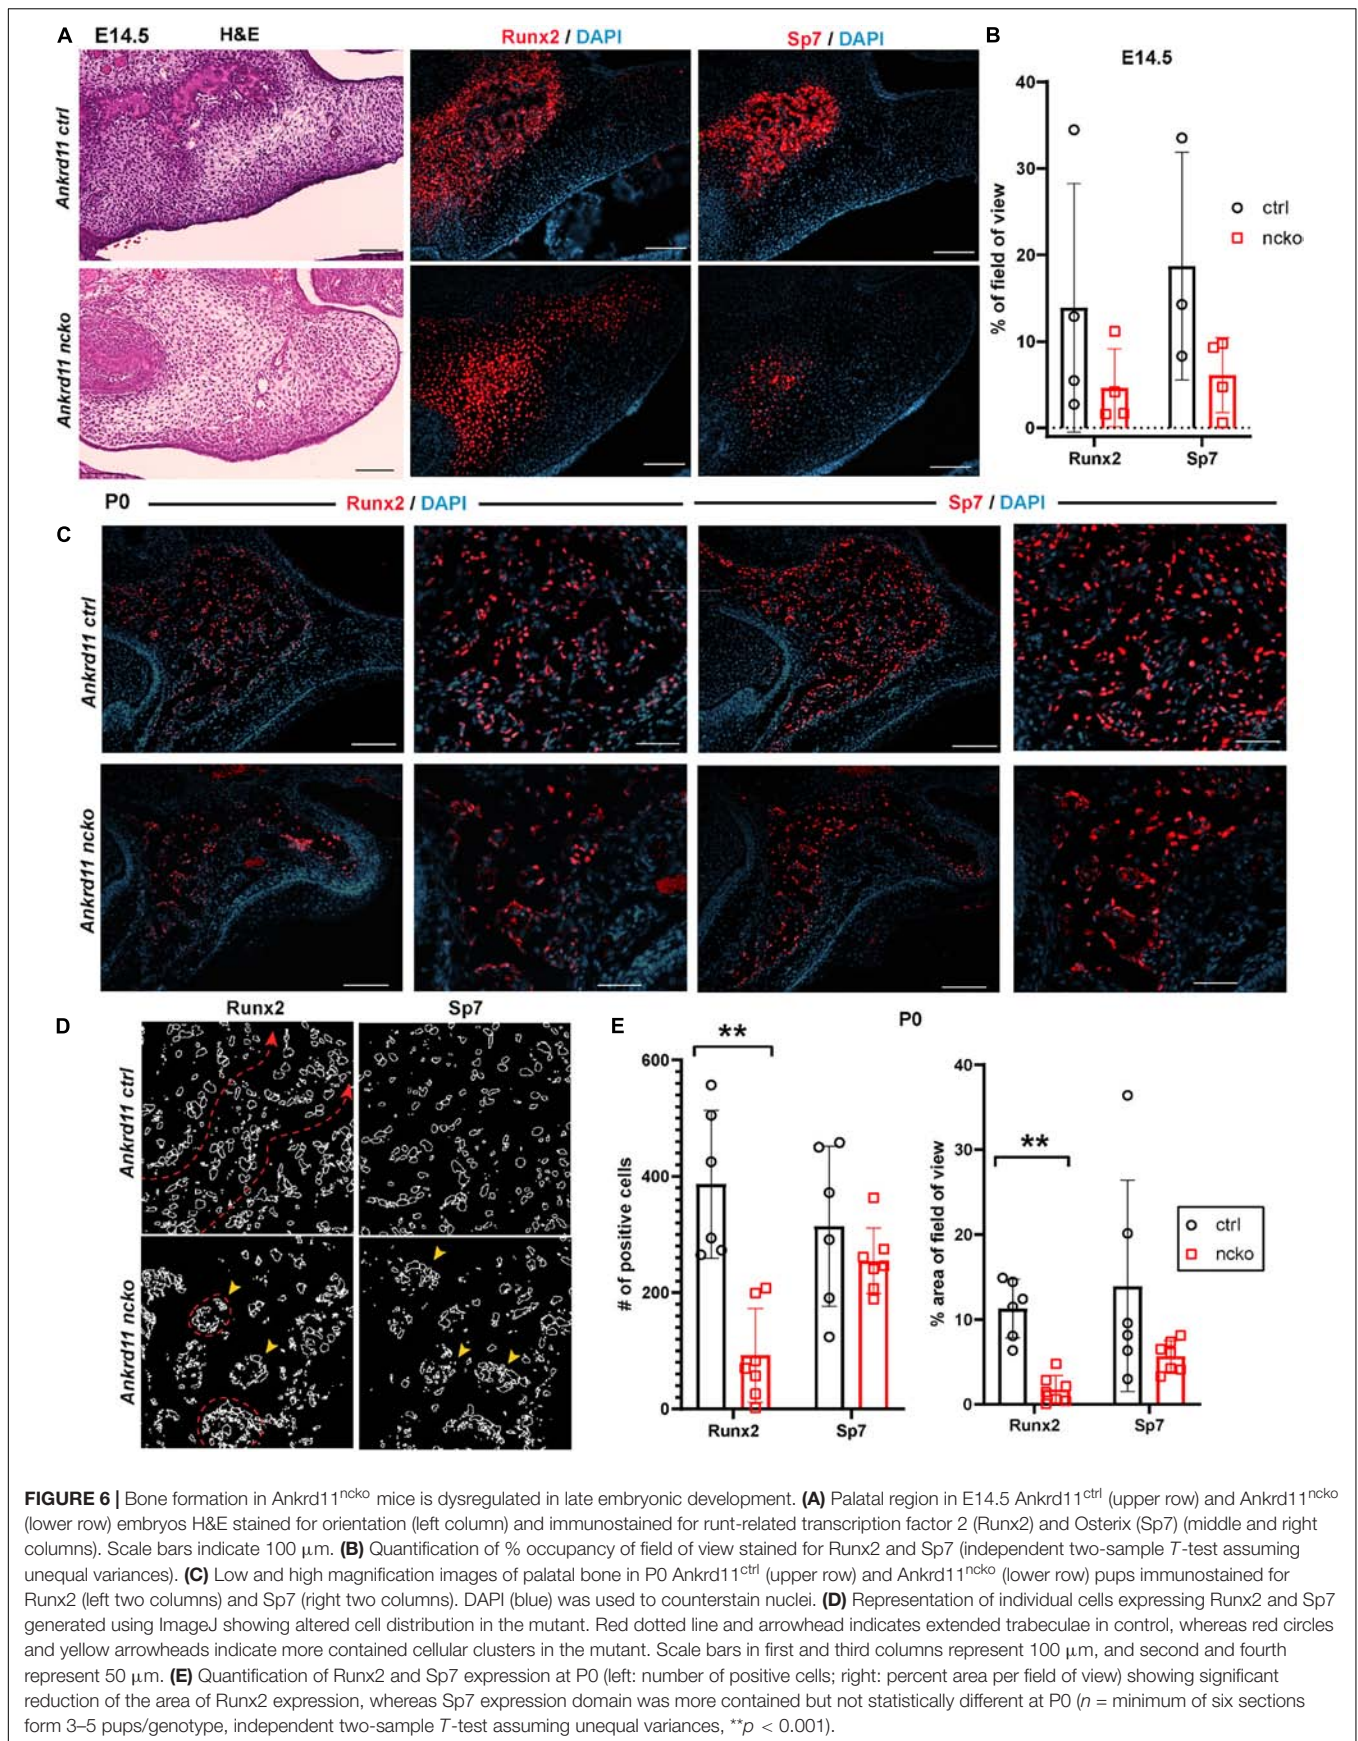 A
E14.5
H&E
Runx2 / DAPI
Sp7 / DAPI
Ankrd11 ctrl
Ankrd11 ncko
B
E14.5
% of field of view
40
30
20
10
0
Runx2
Sp7
ctrl
ncko
P0
Runx2 / DAPI
Sp7 / DAPI
C
Ankrd11 ctrl
Ankrd11 ncko
D
Runx2
Sp7
Ankrd11 ctrl
Ankrd11 ncko
E
P0
# of positive cells
600
400
200
0
**
Runx2
Sp7
% area of field of view
40
30
20
10
0
**
Runx2
Sp7
ctrl
ncko
FIGURE 6 | Bone formation in Ankrd11ncko mice is dysregulated in late embryonic development. (A) Palatal region in E14.5 Ankrd11ctrl (upper row) and Ankrd11ncko
(lower row) embryos H&E stained for orientation (left column) and immunostained for runt-related transcription factor 2 (Runx2) and Osterix (Sp7) (middle and right
columns). Scale bars indicate 100 μm. (B) Quantification of % occupancy of field of view stained for Runx2 and Sp7 (independent two-sample T-test assuming
unequal variances). (C) Low and high magnification images of palatal bone in P0 Ankrd11ctrl (upper row) and Ankrd11ncko (lower row) pups immunostained for
Runx2 (left two columns) and Sp7 (right two columns). DAPI (blue) was used to counterstain nuclei. (D) Representation of individual cells expressing Runx2 and Sp7
generated using ImageJ showing altered cell distribution in the mutant. Red dotted line and arrowhead indicates extended trabeculae in control, whereas red circles
and yellow arrowheads indicate more contained cellular clusters in the mutant. Scale bars in first and third columns represent 100 μm, and second and fourth
represent 50 μm. (E) Quantification of Runx2 and Sp7 expression at P0 (left: number of positive cells; right: percent area per field of view) showing significant
reduction of the area of Runx2 expression, whereas Sp7 expression domain was more contained but not statistically different at P0 (n = minimum of six sections
form 3–5 pups/genotype, independent two-sample T-test assuming unequal variances, **p < 0.001).